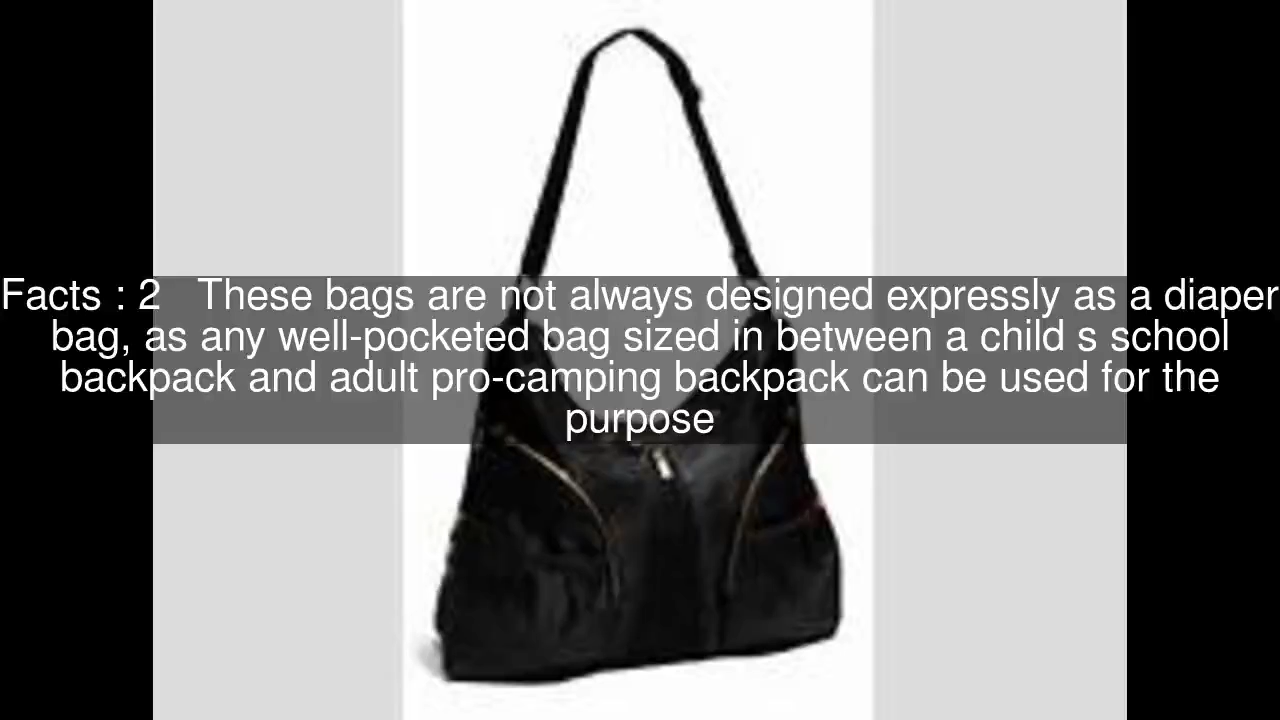 Facts : 2   These bags are not always designed expressly as a diaper
bag, as any well-pocketed bag sized in between a child s school
backpack and adult pro-camping backpack can be used for the
purpose